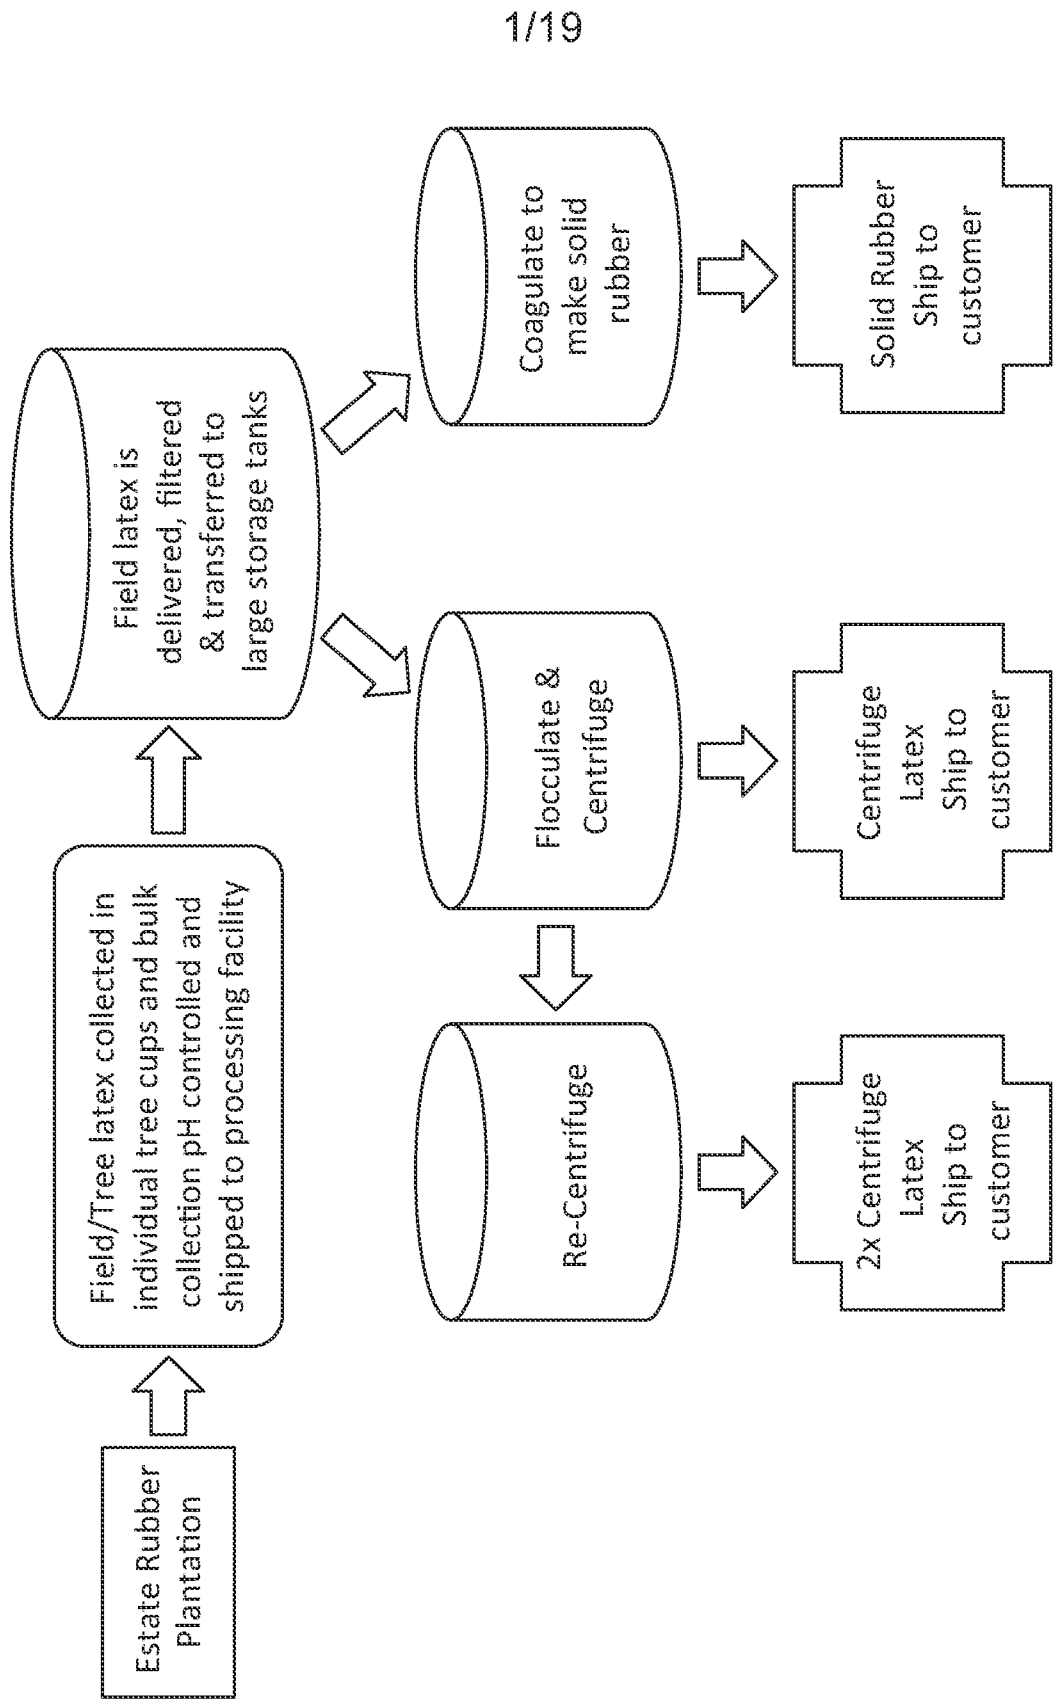 1/19
Estate Rubber
Plantation
Field/Tree latex collected in
individual tree cups and bulk
collection pH controlled and
shipped to processing facility
Field latex is
delivered, filtered
& transferred to
large storage tanks
Re-Centrifuge
Flocculate &
Centrifuge
Coagulate to
make solid
rubber
2x Centrifuge
Latex
Ship to
customer
Centrifuge
Latex
Ship to
customer
Solid Rubber
Ship to
customer